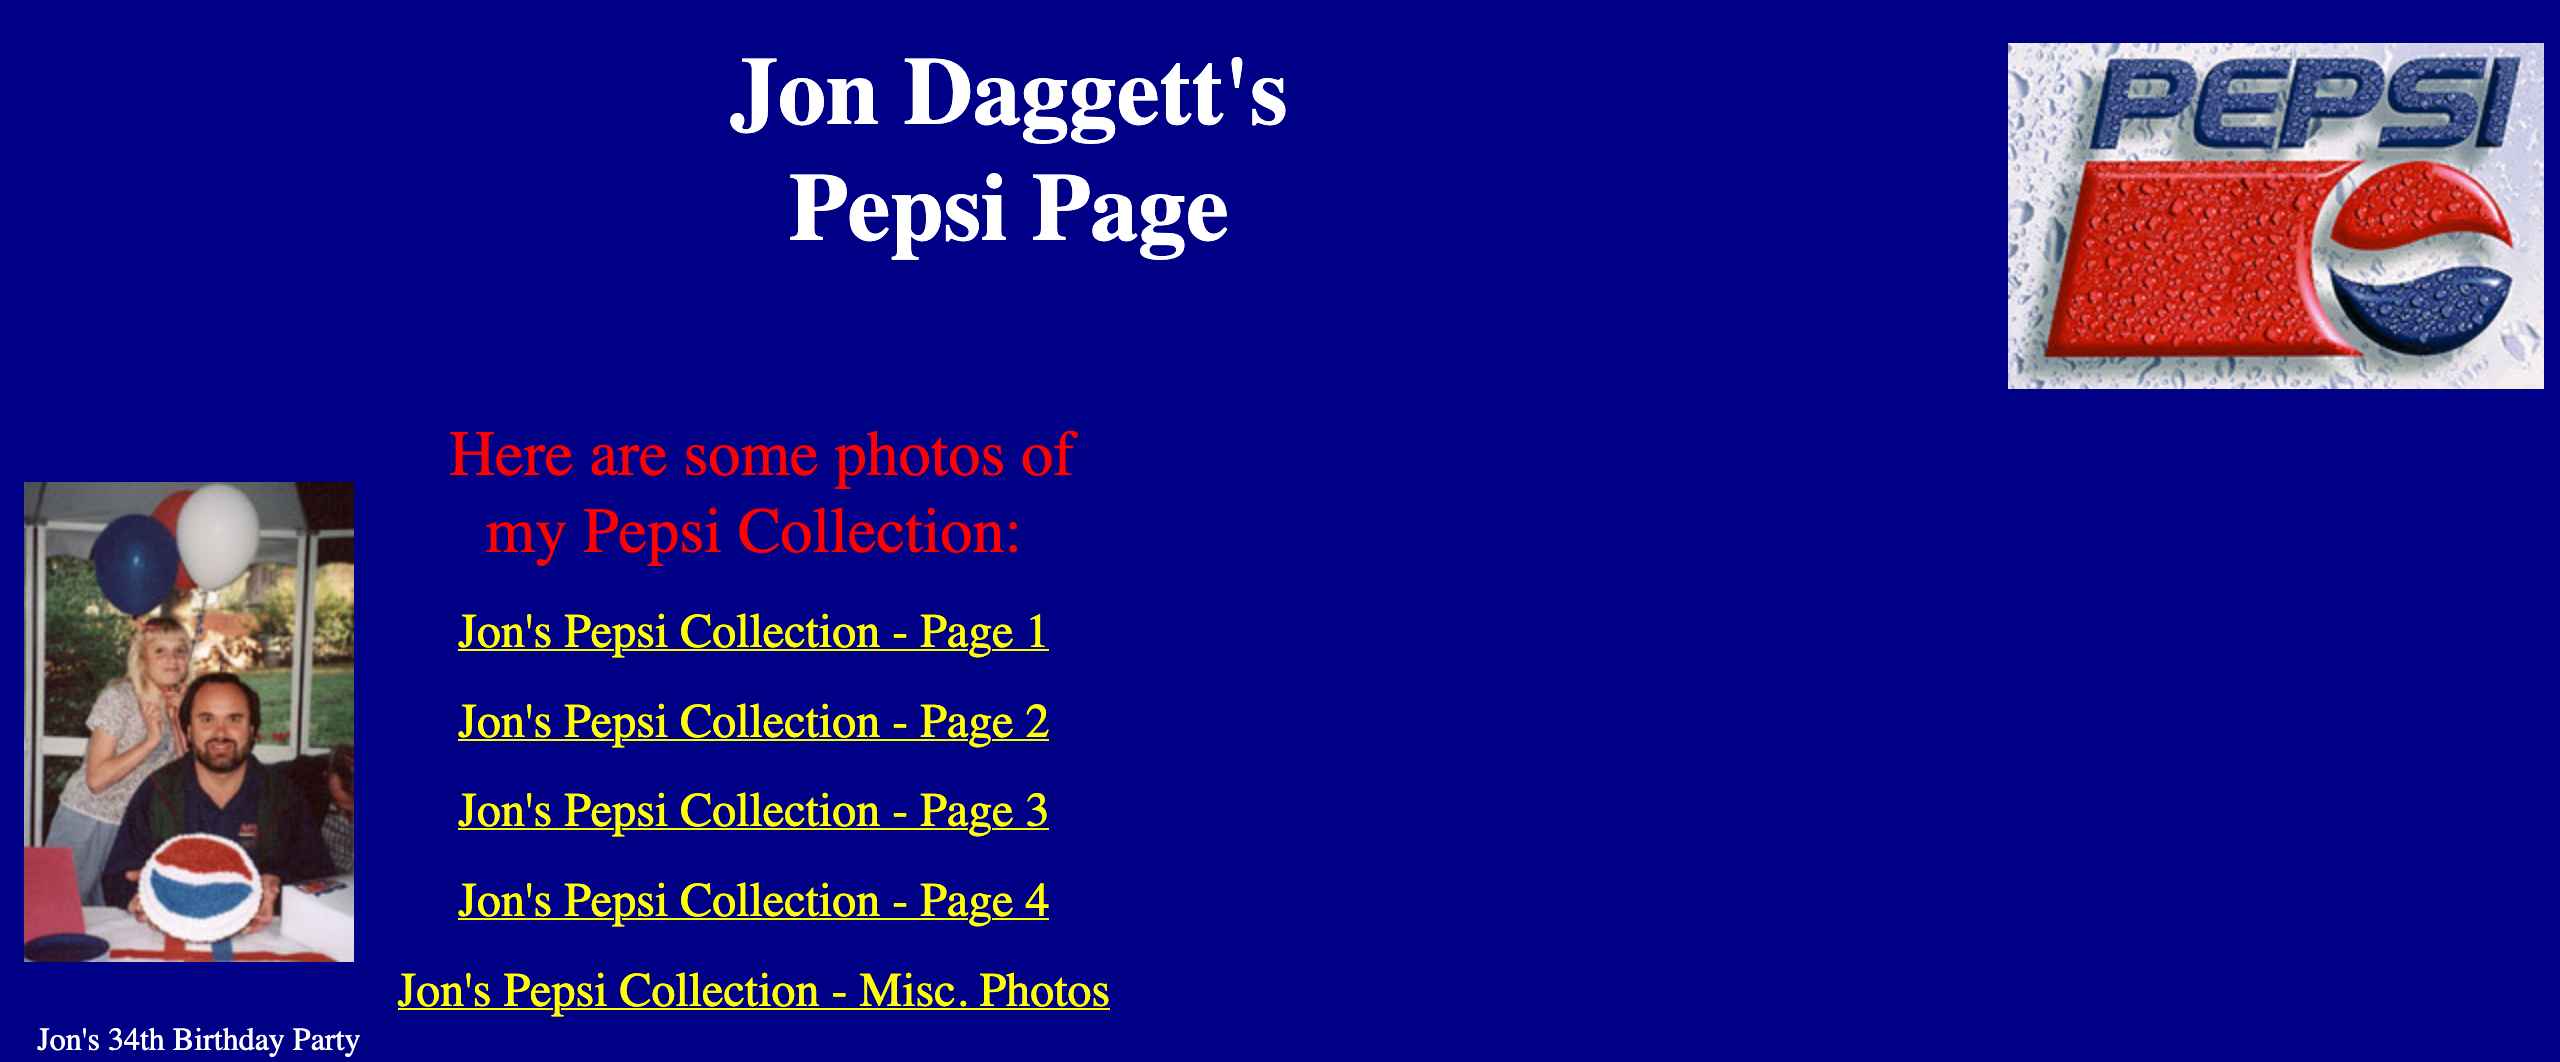 Jon Daggett's
Pepsi Page
PEPSI
Here are some photos of
my Pepsi Collection:
Jon's Pepsi Collection - Page 1
Jon's Pepsi Collection - Page 2
Jon's Pepsi Collection - Page 3
Jon's Pepsi Collection - Page 4
Jon's Pepsi Collection - Misc. Photos
Jon's 34th Birthday Party